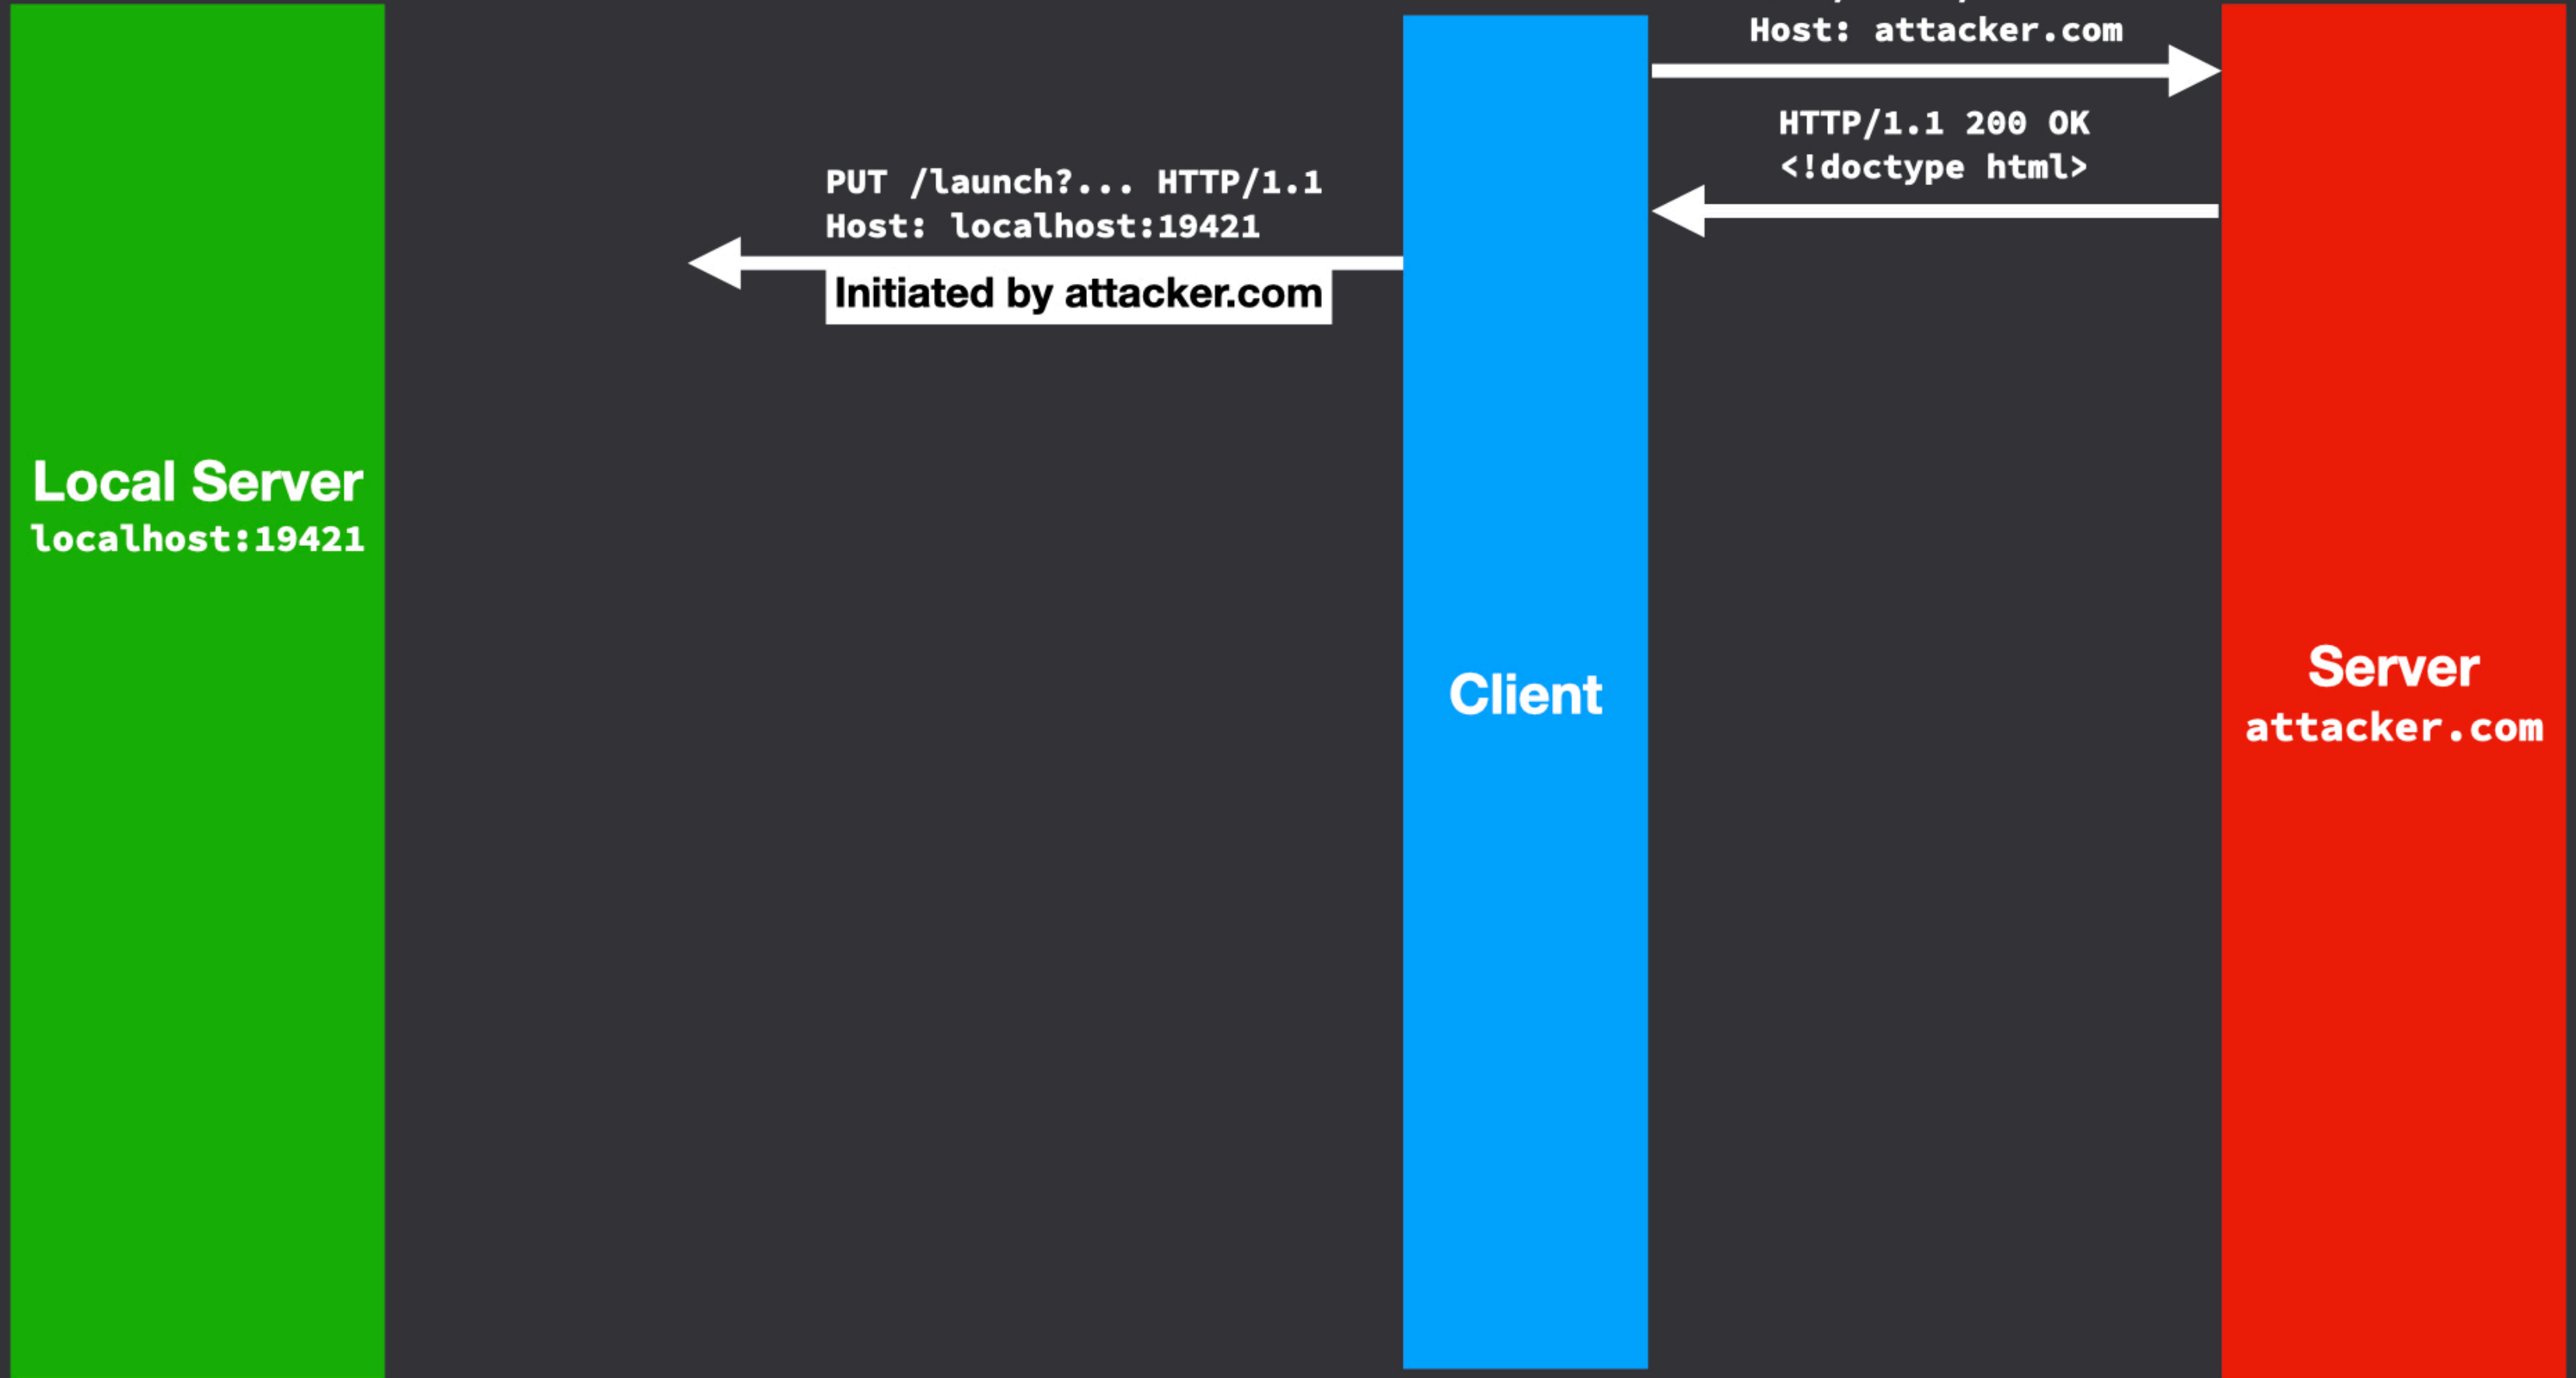 Host: attacker.com
HTTP/1.1 200 OK
<!doctype html>
PUT /launch?... HTTP/1.1
Host: localhost:19421
Initiated by attacker.com
Local Server
localhost:19421
Client
Server
attacker.com